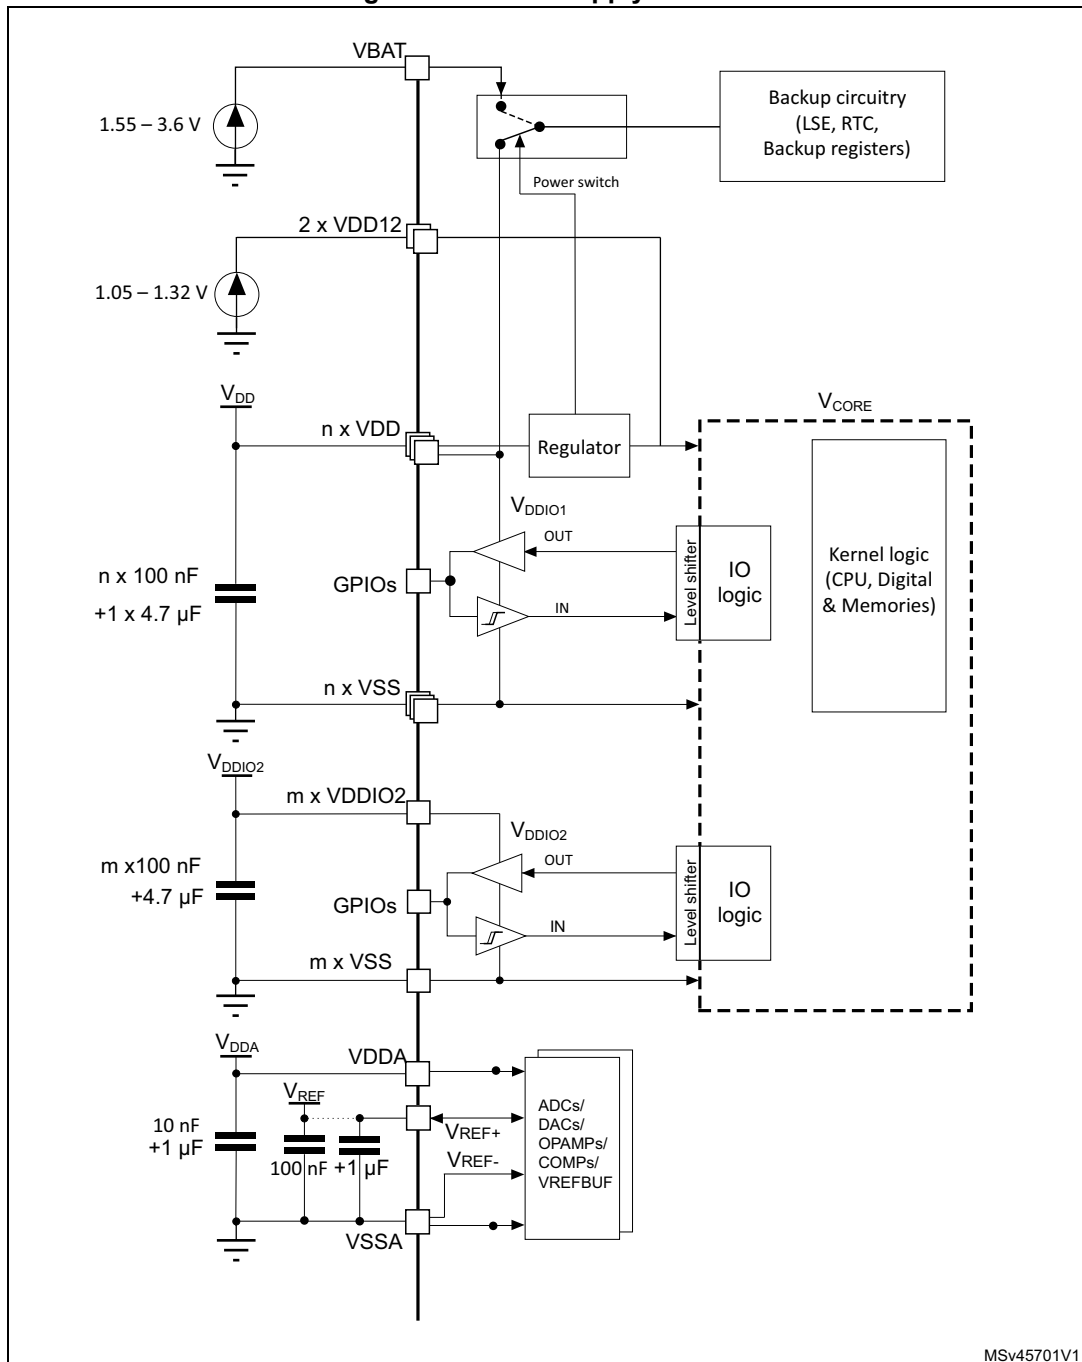 VBAT
1.55 – 3.6 V
Backup circuitry
(LSE, RTC,
Backup registers)
Power switch
2 x VDD12
1.05 – 1.32 V
VDD
n x VDD
Regulator
VCORE
VDDIO1
OUT
n x 100 nF
+1 x 4.7 µF
GPIOs
IN
Level shifter
IO
logic
Kernel logic
(CPU, Digital
& Memories)
n x VSS
VDDIO2
m x VDDIO2
VDDIO2
OUT
m x100 nF
+4.7 µF
GPIOs
IN
Level shifter
IO
logic
m x VSS
VDDA
VDDA
VREF
10 nF
+1 µF
100 nF
+1 µF
VREF+
VREF-
ADCs/
DACs/
OPAMPs/
COMPs/
VREFBUF
VSSA
MSv45701V1